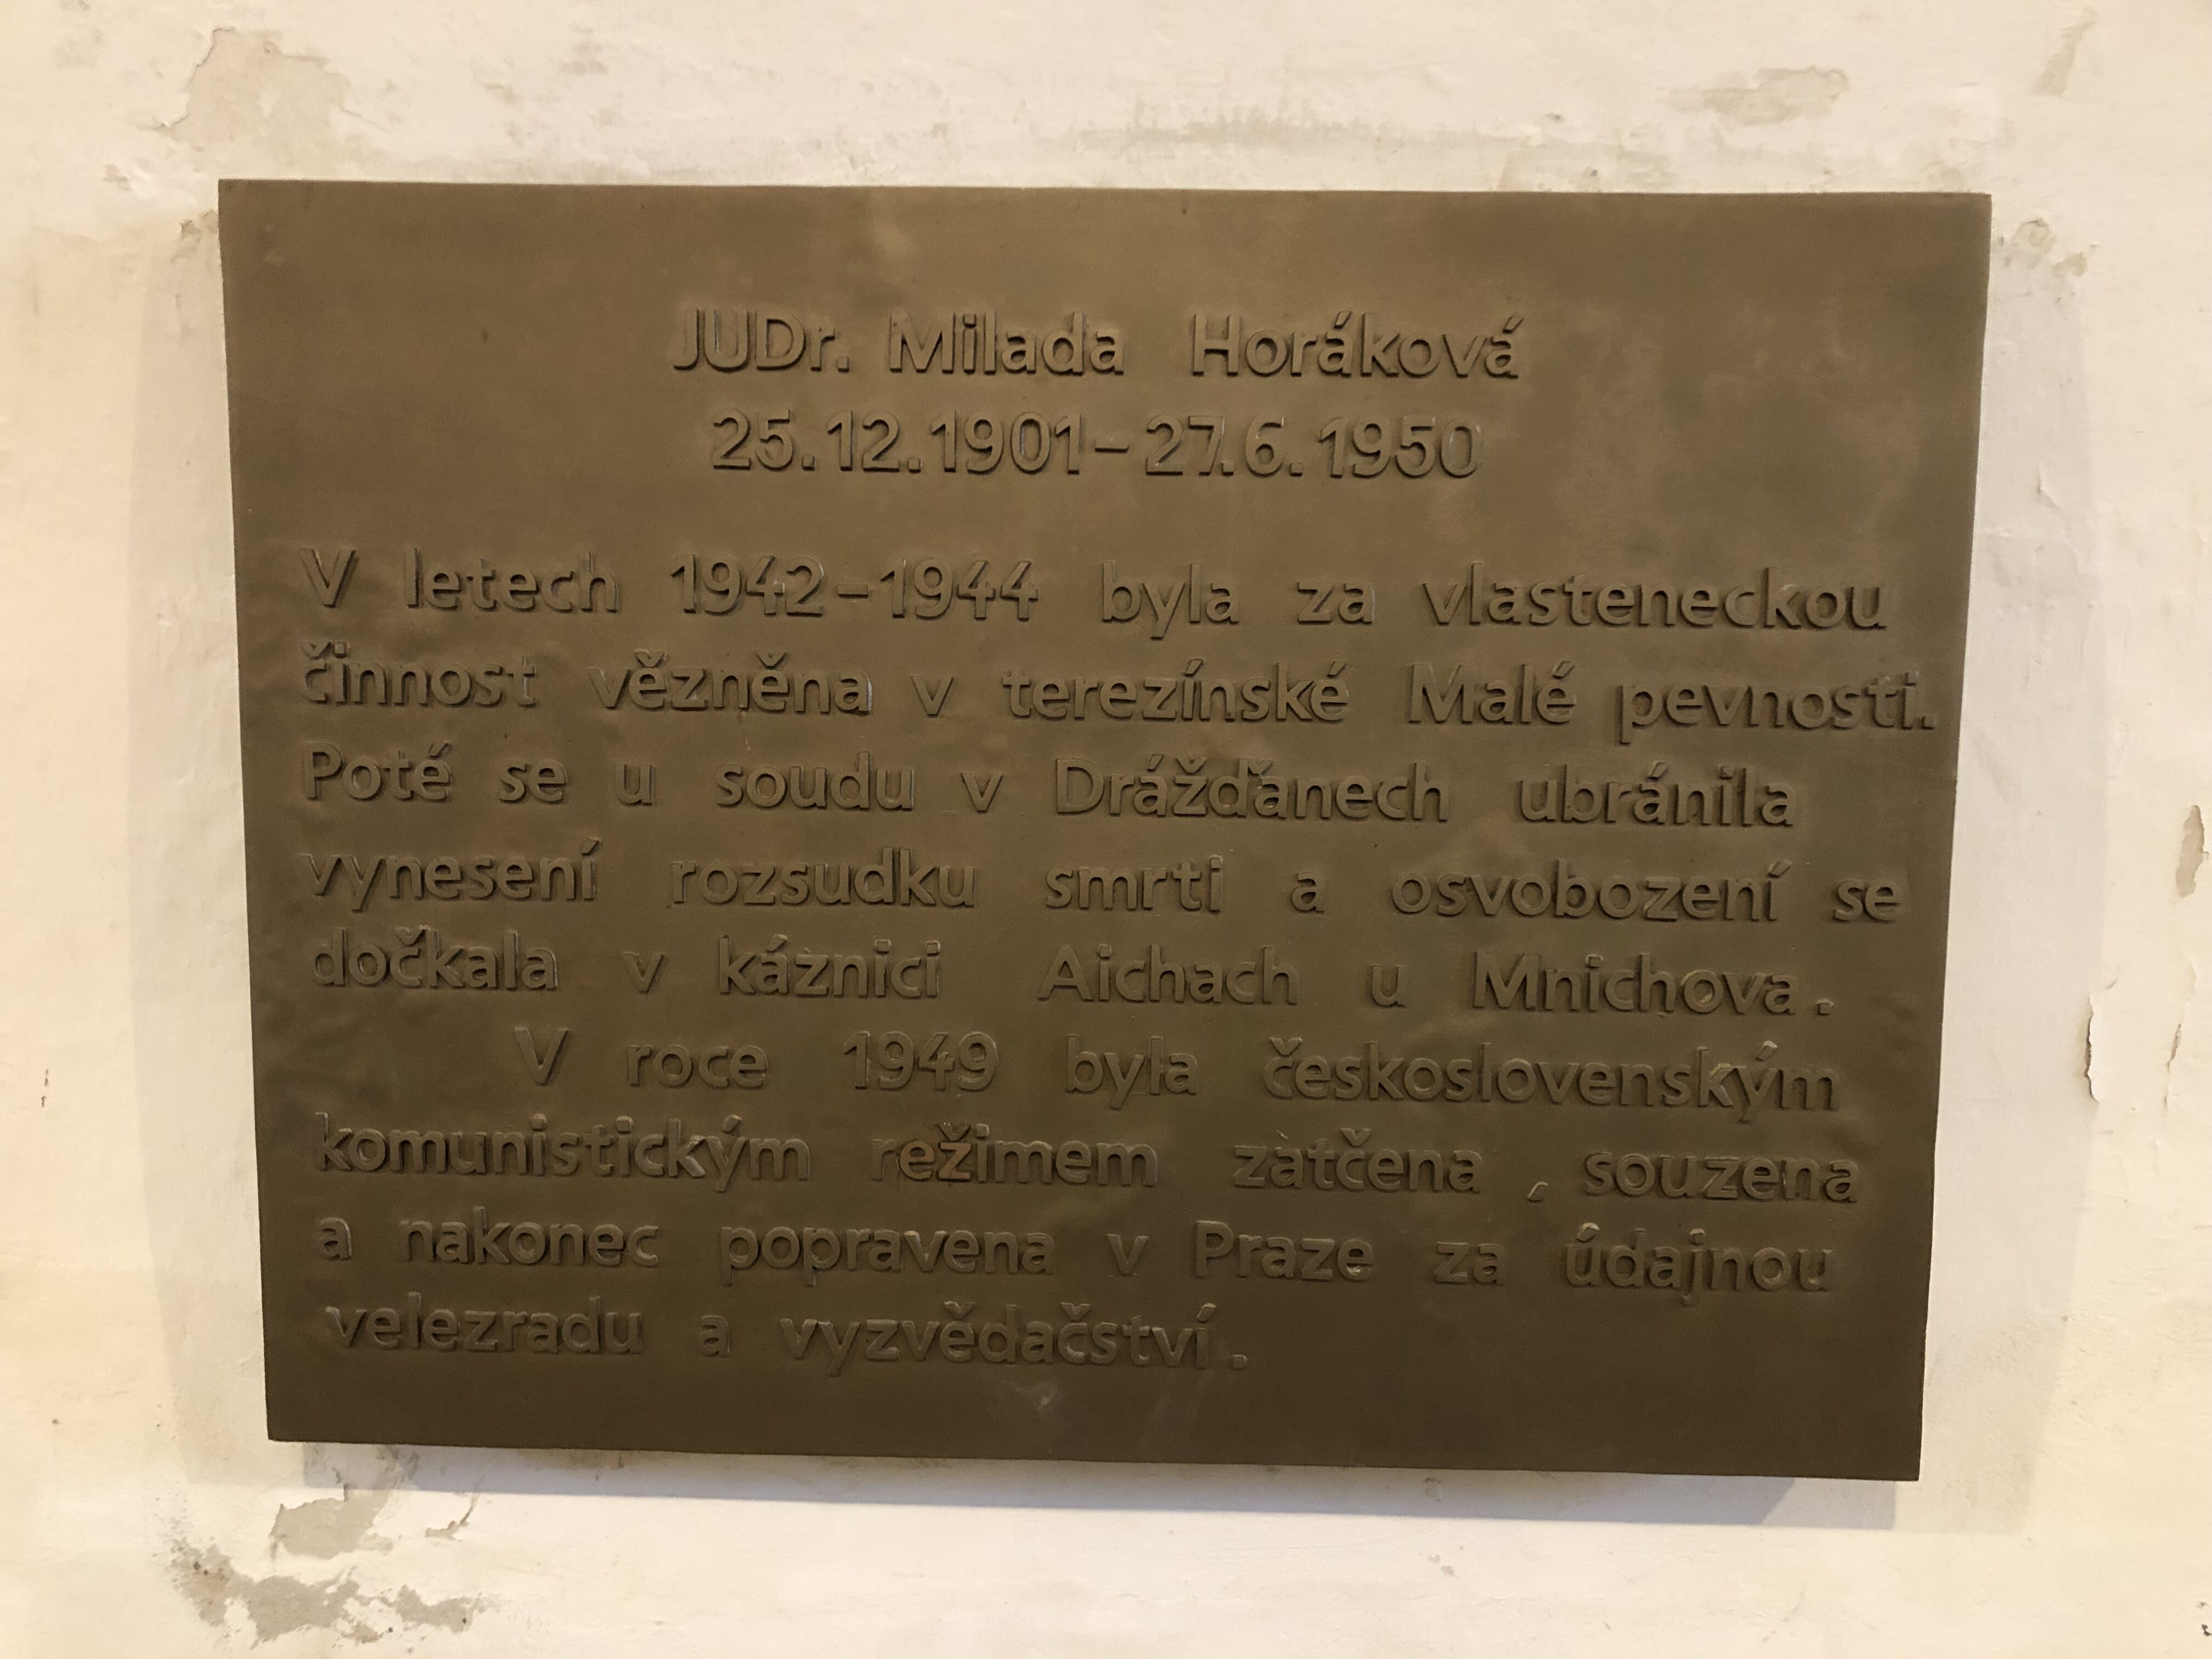 JUDr. Milada Horáková
25.12.1901-27.6.1950
V letech 1942-1944 byla za vlasteneckou
činnost vězněna v terezínské Malé pevnosti.
Poté se u soudu v Drážďanech ubránila
vynesení rozsudku smrti a osvobození se
dočkala v káznici Aichach u Mnichova.
V roce 1949 byla československým
komunistickým režimem zatčena, souzena
a nakonec popravena v Praze za údajnou
velezradu a vyzvědačství.